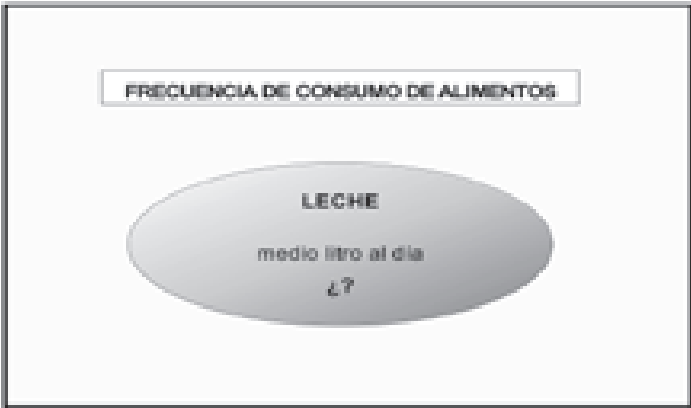 FRECUENCIA DE CONSUMO DE ALIMENTOS
LECHE
medio litro al día
¿?